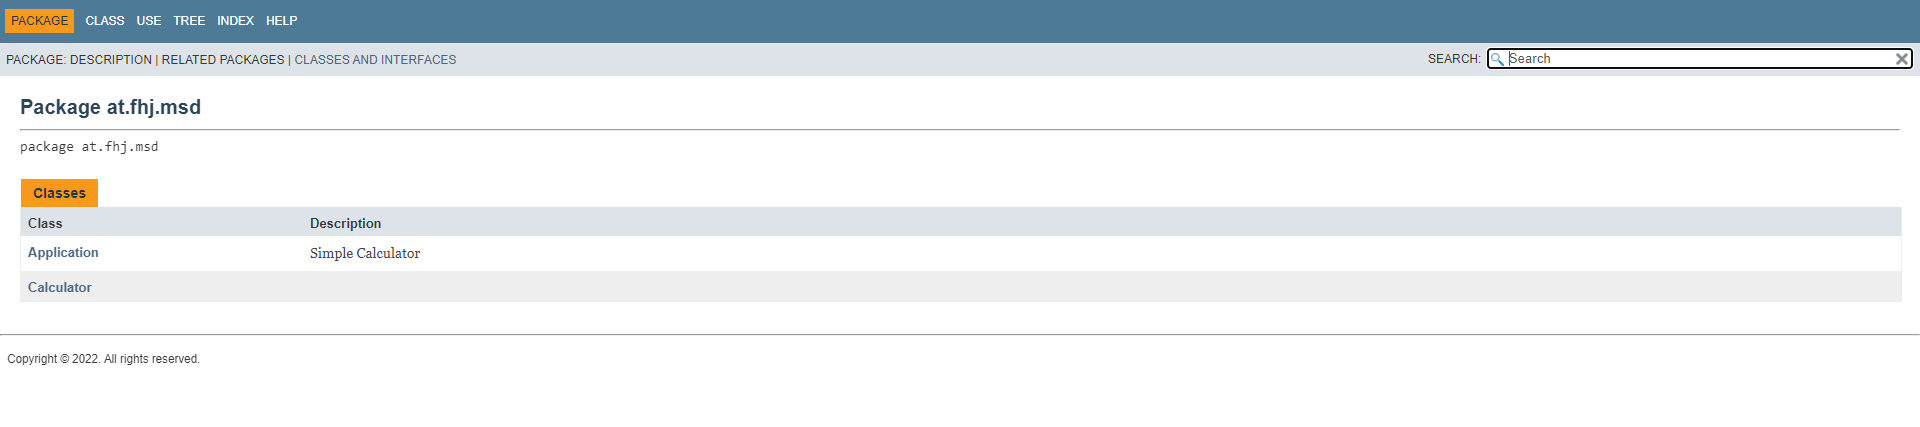 PACKAGE CLASS USE TREE INDEX HELP
PACKAGE: DESCRIPTION | RELATED PACKAGES | CLASSES AND INTERFACES SEARCH: Search
Package at.fhj.msd
package at.fhj.msd
Classes
Class Description
Application Simple Calculator
Calculator
Copyright © 2022. All rights reserved.